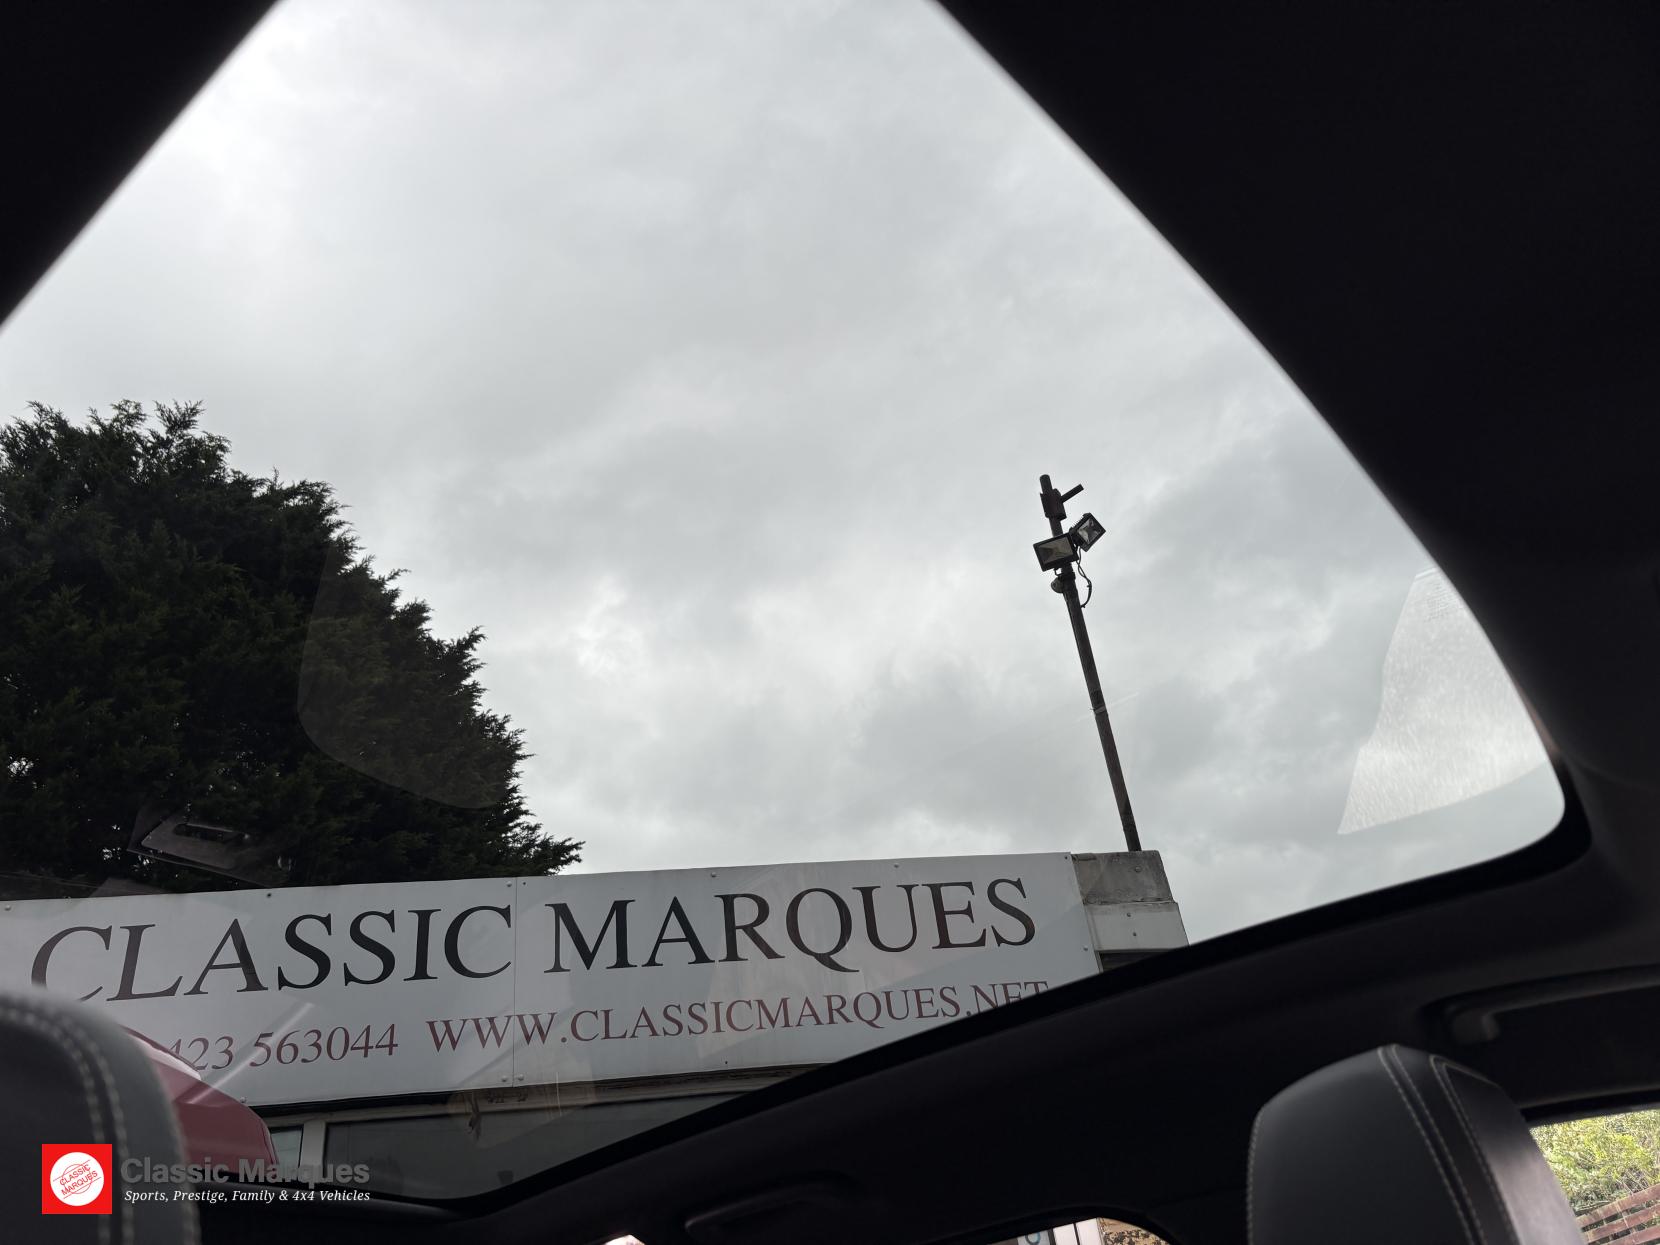 CLASSIC MARQUES
423 563044 WWW.CLASSICMARQUES.NET
CLASSIC
MARQUES
Classic Marques
Sports, Prestige, Family & 4x4 Vehicles